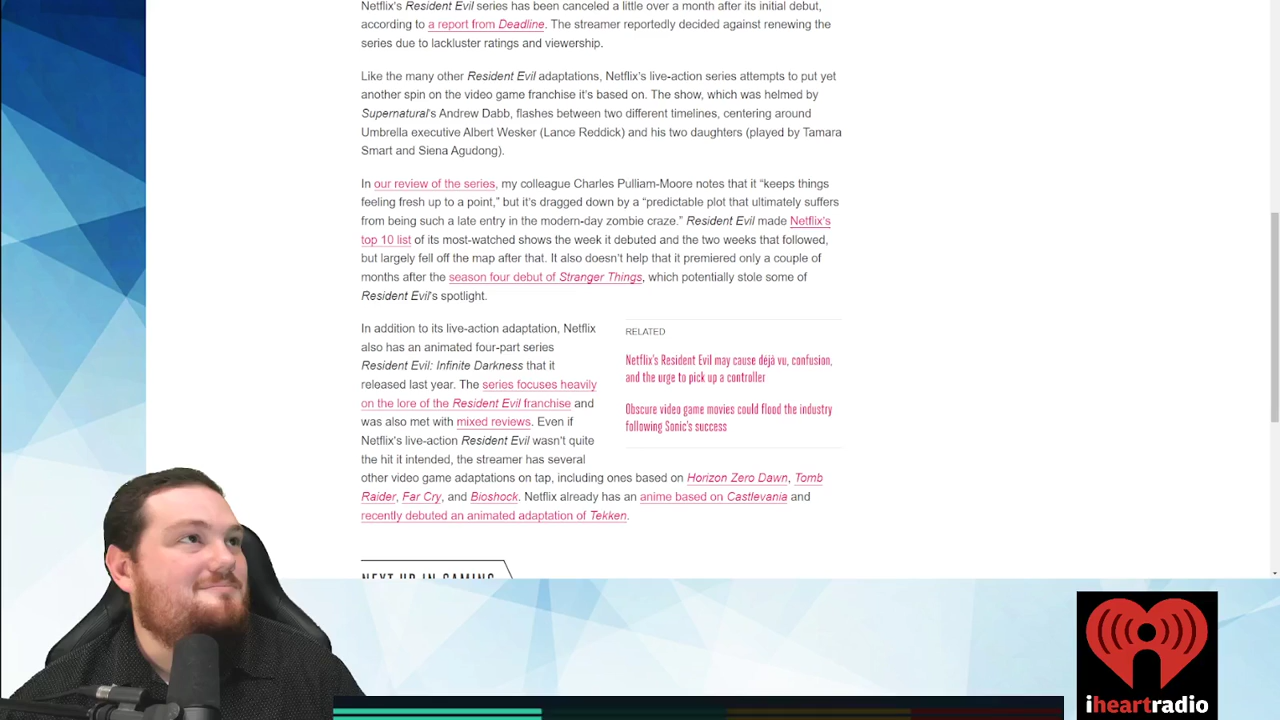 Netflix's Resident Evil series has been canceled a little over a month after its initial debut,
according to a report from Deadline. The streamer reportedly decided against renewing the
series due to lackluster ratings and viewership.
Like the many other Resident Evil adaptations, Netflix's live-action series attempts to put yet
another spin on the video game franchise it's based on. The show, which was helmed by
Supernatural's Andrew Dabb, flashes between two different timelines, centering around
Umbrella executive Albert Wesker (Lance Reddick) and his two daughters (played by Tamara
Smart and Siena Agudong).
In our review of the series, my colleague Charles Pulliam-Moore notes that it “keeps things
feeling fresh up to a point,” but it's dragged down by a “predictable plot that ultimately suffers
from being such a late entry in the modern-day zombie craze.” Resident Evil made Netflix's
top 10 list of its most-watched shows the week it debuted and the two weeks that followed,
but largely fell off the map after that. It also doesn't help that it premiered only a couple of
months after the season four debut of Stranger Things, which potentially stole some of
Resident Evil's spotlight.
In addition to its live-action adaptation, Netflix
also has an animated four-part series
Resident Evil: Infinite Darkness that it
released last year. The series focuses heavily
on the lore of the Resident Evil franchise and
was also met with mixed reviews. Even if
Netflix's live-action Resident Evil wasn't quite
the hit it intended, the streamer has several
other video game adaptations on tap, including ones based on Horizon Zero Dawn, Tomb
Raider, Far Cry, and Bioshock. Netflix already has an anime based on Castlevania and
recently debuted an animated adaptation of Tekken.
RELATED
Netflix's Resident Evil may cause déjà vu, confusion,
and the urge to pick up a controller
Obscure video game movies could flood the industry
following Sonic's success
NEXT UP IN GAMING
iheartradio